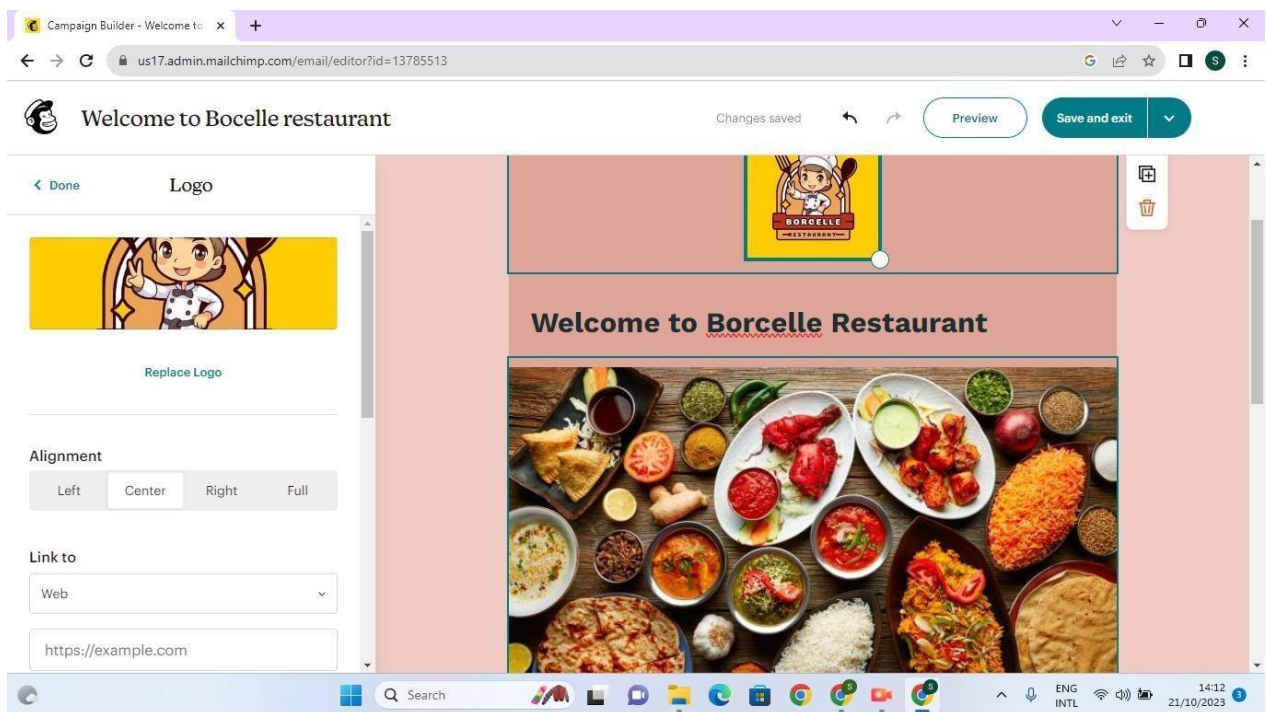 Campaign Builder - Welcome to
us17.admin.mailchimp.com/email/editor?id=13785513
G
S
Welcome to Bocelle restaurant
Changes saved
Preview
Save and exit
Done
Logo
Replace Logo
Alignment
Left Center Right Full
Link to
Web
https://example.com
BORCELLE
RESTAURANT
Welcome to Borcelle Restaurant
Search
ENG
INTL
14:12
21/10/2023
3